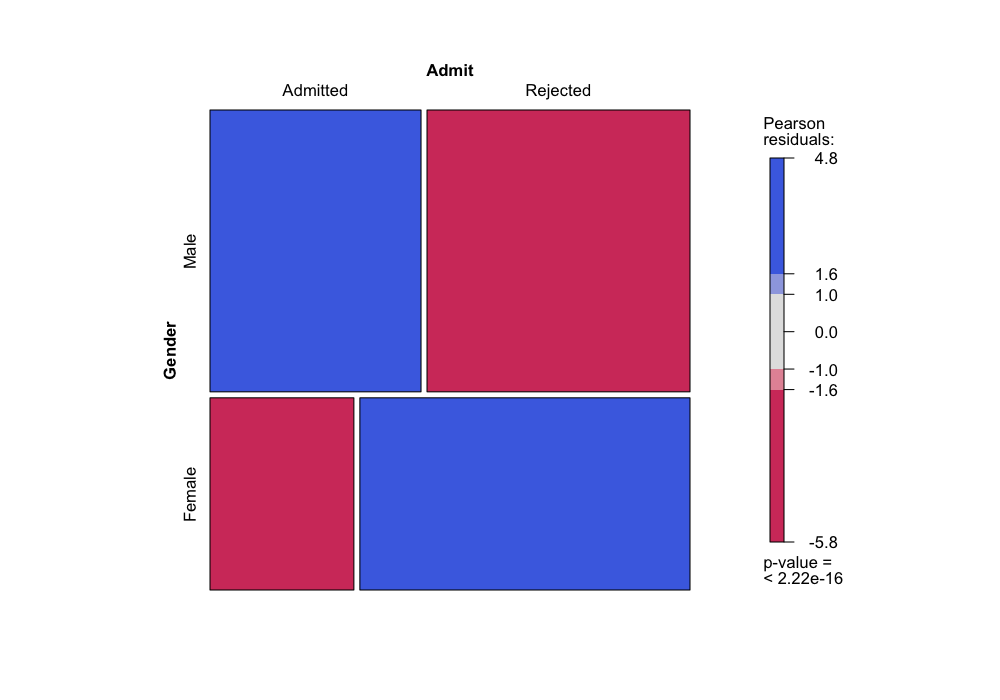 Admit
Admitted
Rejected
Male
Female
Gender
Pearson
residuals:
4.8
1.6
1.0
0.0
-1.0
-1.6
-5.8
p-value =
< 2.22e-16